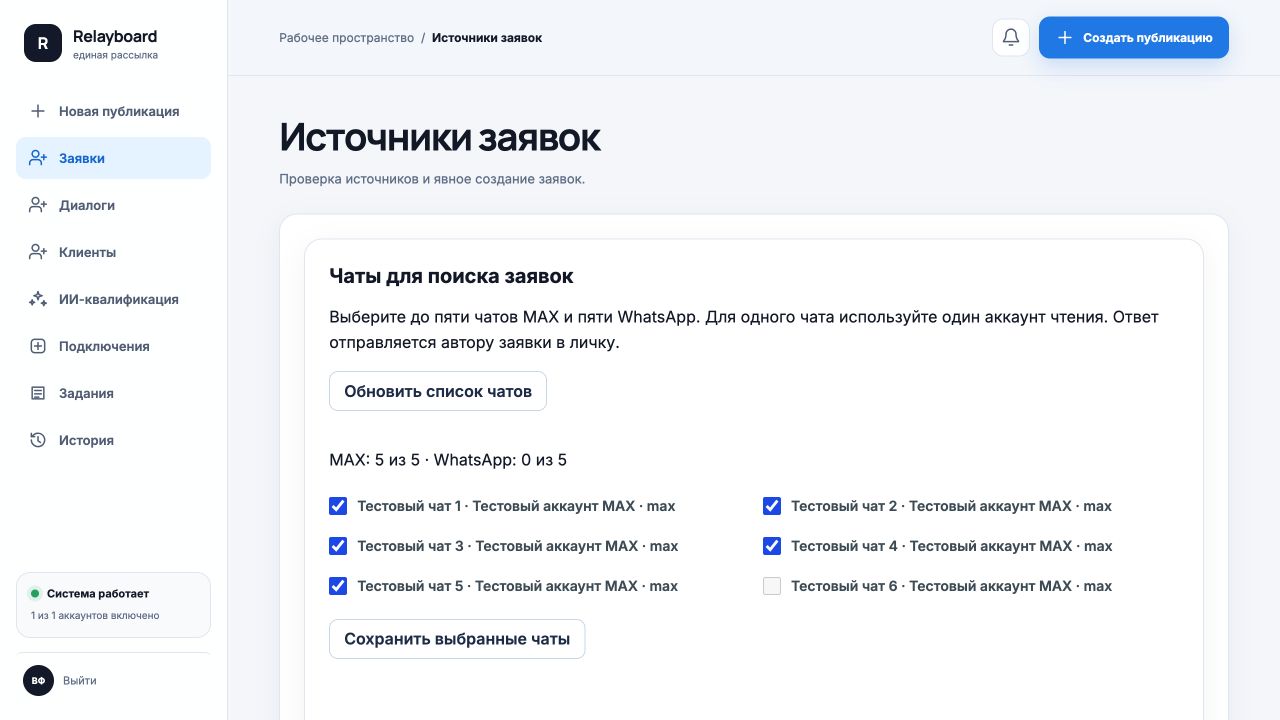 R
Relayboard
единая рассылка
Новая публикация
Заявки
Диалоги
Клиенты
ИИ-квалификация
Подключения
Задания
История
Система работает
1 из 1 аккаунтов включено
ВФ
Выйти
Рабочее пространство / Источники заявок
Создать публикацию
Источники заявок
Проверка источников и явное создание заявок.
Чаты для поиска заявок
Выберите до пяти чатов MAX и пяти WhatsApp. Для одного чата используйте один аккаунт чтения. Ответ
отправляется автору заявки в личку.
Обновить список чатов
MAX: 5 из 5 · WhatsApp: 0 из 5
Тестовый чат 1 · Тестовый аккаунт MAX · max
Тестовый чат 2 · Тестовый аккаунт MAX · max
Тестовый чат 3 · Тестовый аккаунт MAX · max
Тестовый чат 4 · Тестовый аккаунт MAX · max
Тестовый чат 5 · Тестовый аккаунт MAX · max
Тестовый чат 6 · Тестовый аккаунт MAX · max
Сохранить выбранные чаты